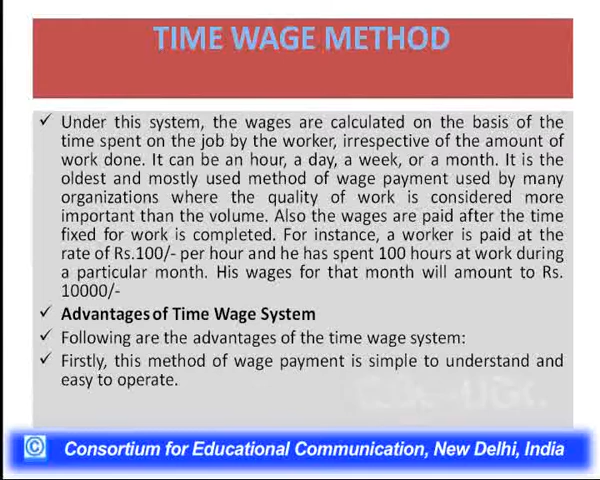 TIME WAGE METHOD
✓ Under this system, the wages are calculated on the basis of the
time spent on the job by the worker, irrespective of the amount of
work done. It can be an hour, a day, a week, or a month. It is the
oldest and mostly used method of wage payment used by many
organizations where the quality of work is considered more
important than the volume. Also the wages are paid after the time
fixed for work is completed. For instance, a worker is paid at the
rate of Rs.100/- per hour and he has spent 100 hours at work during
a particular month. His wages for that month will amount to Rs.
10000/-
✓ Advantages of Time Wage System
✓ Following are the advantages of the time wage system:
✓ Firstly, this method of wage payment is simple to understand and
easy to operate.
© Consortium for Educational Communication, New Delhi, India